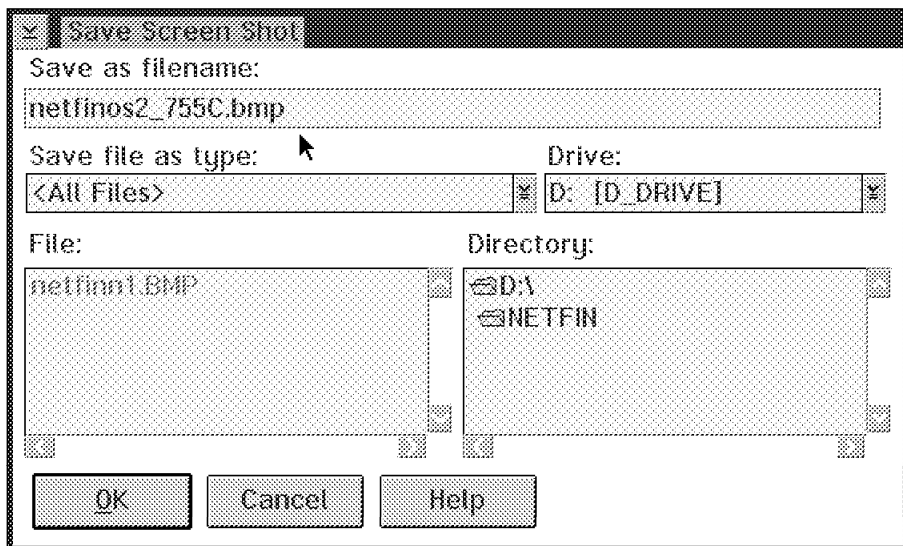 Save Screen Shot
Save as filename:
netfinos2_755C.bmp
Save file as type:
Drive:
<All Files>
D: [D_DRIVE]
File:
Directory:
netfinn1.BMP
D:\
NETFIN
OK
Cancel
Help